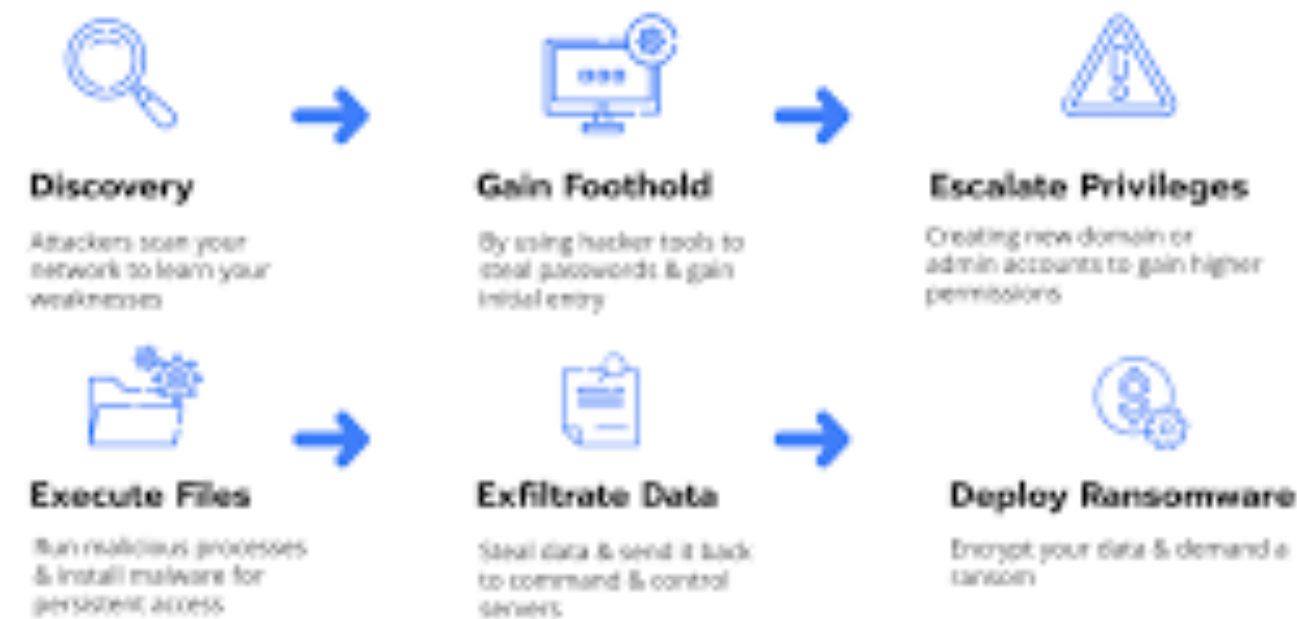 Discovery
Attackers scan your
network to learn your
weaknesses
Gain Foothold
By using hacker tools to
steal passwords & gain
initial entry
Escalate Privileges
Creating new domain or
admin accounts to gain higher
permissions
Execute Files
Run malicious processes
& install malware for
persistent access
Exfiltrate Data
Steal data & send it back
to command & control
servers
Deploy Ransomware
Encrypt your data & demand a
ransom